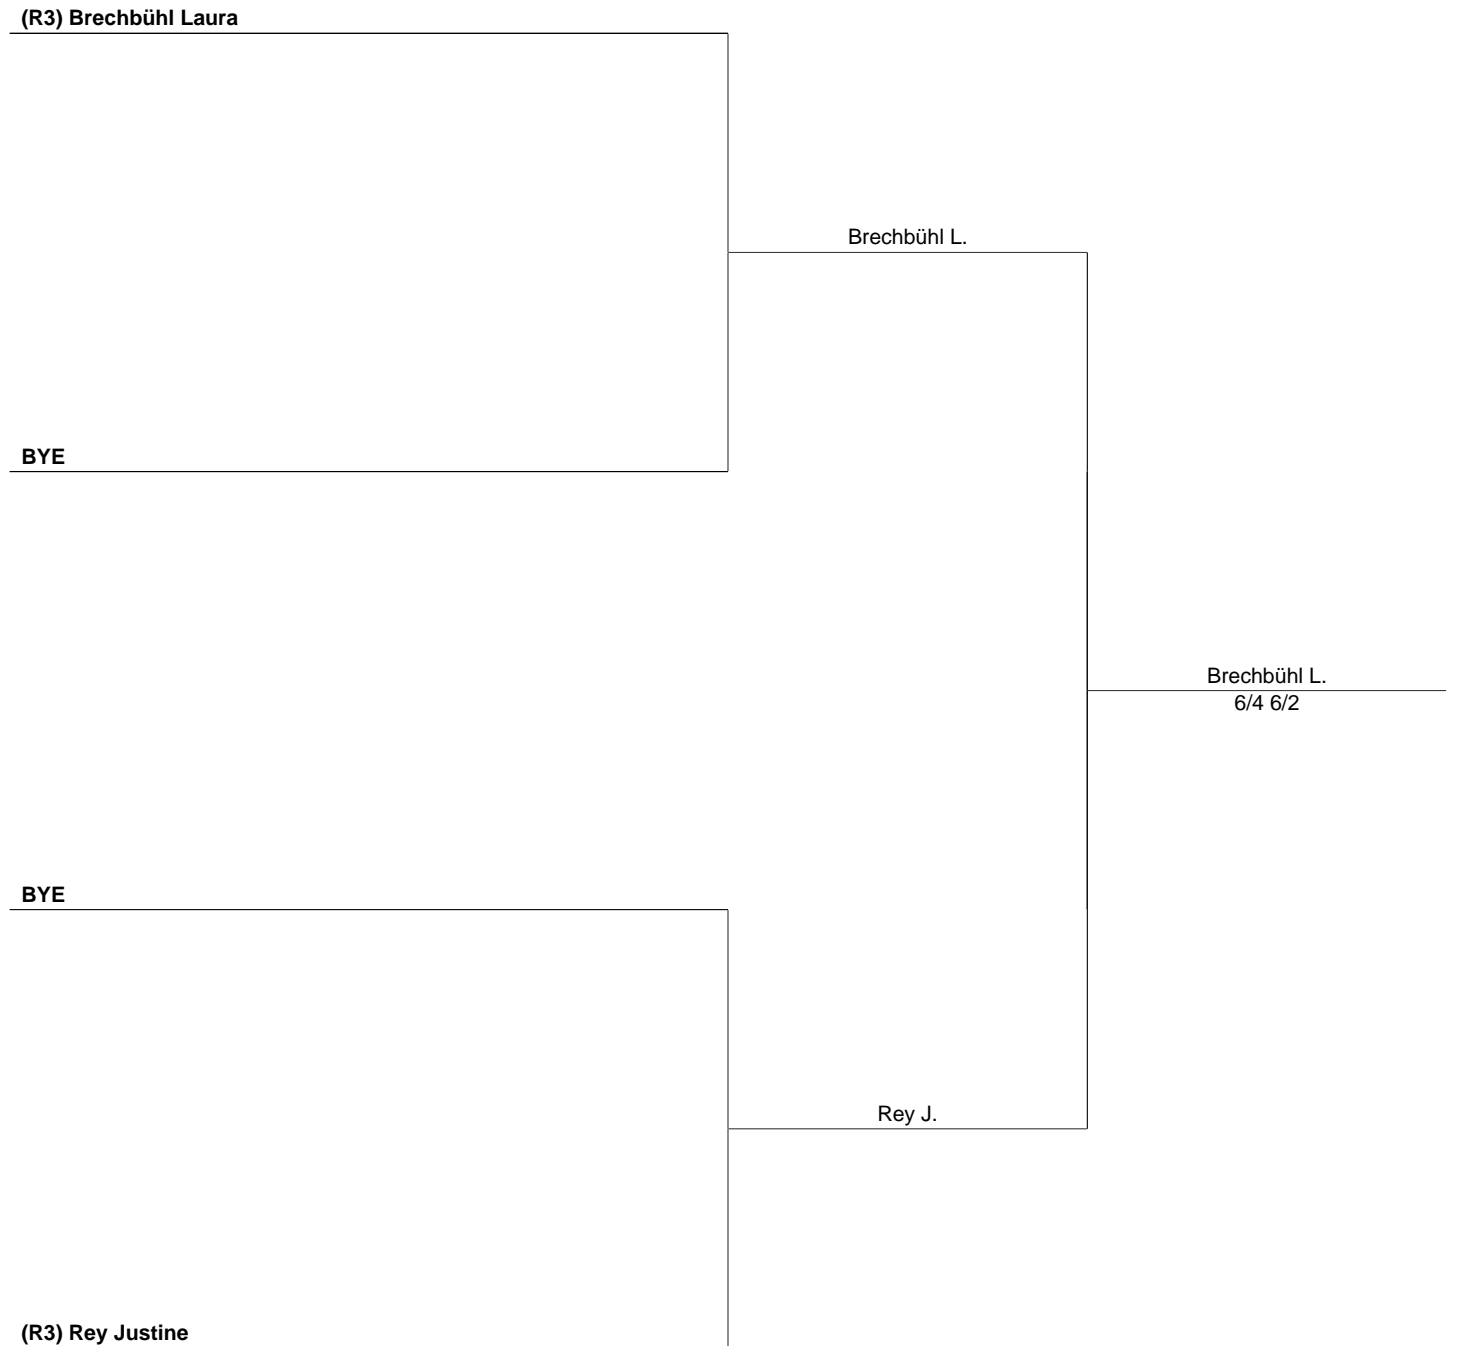 (R3) Brechbühl Laura
Brechbühl L.
BYE
Brechbühl L.
6/4 6/2
BYE
Rey J.
(R3) Rey Justine